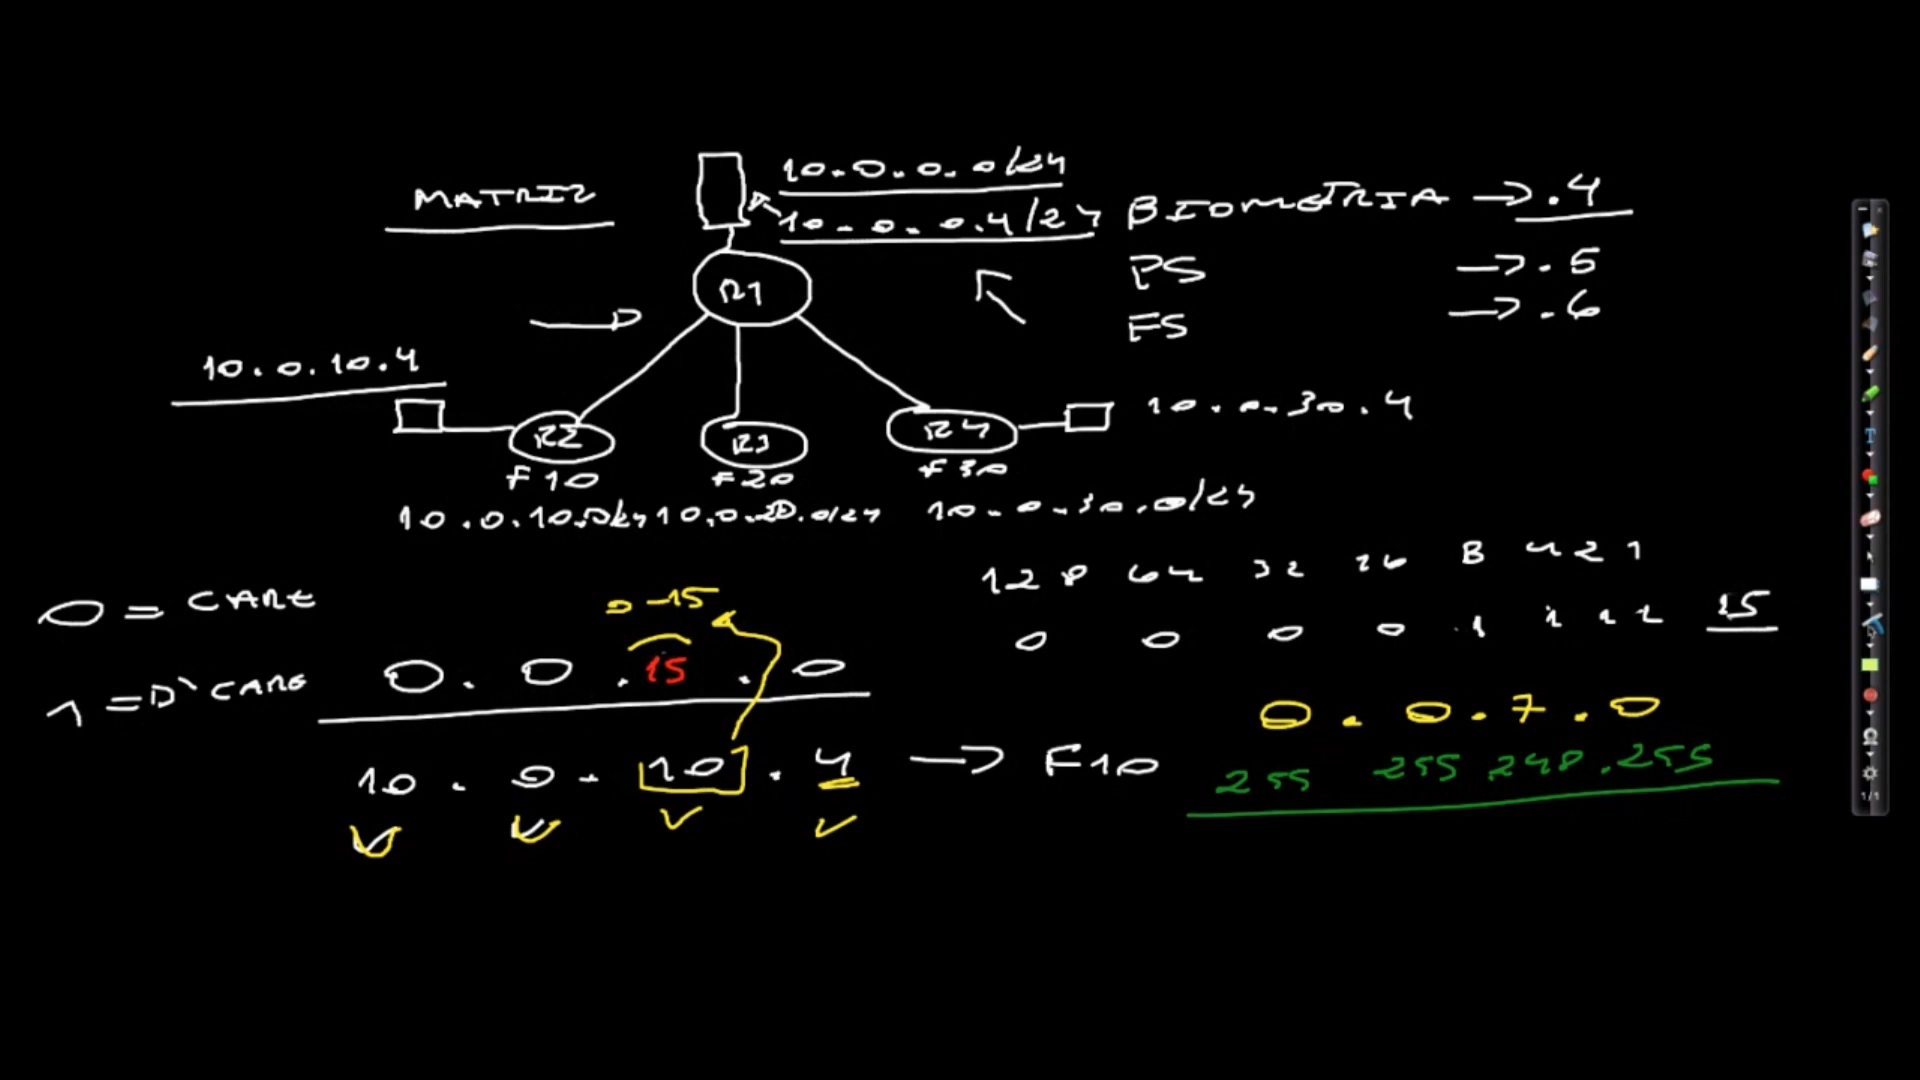 MATRIZ
10.0.0.0/24
10.0.0.4/24
BIOMETRIA → .4
PS → .5
FS → .6
R1
10.0.10.4
R2
R3
R4
10.0.30.4
F10
F20
F30
10.0.10.0/24
10.0.20.0/24
10.0.30.0/24
128 64 32 16 8 4 2 1
0 0 0 0 1 1 1 1 15
0 = CARE
1 = D' CARE
0-15
0.0.15.0
10.0.10.4 → F10
0.0.7.0
255 255 248.255
1/1